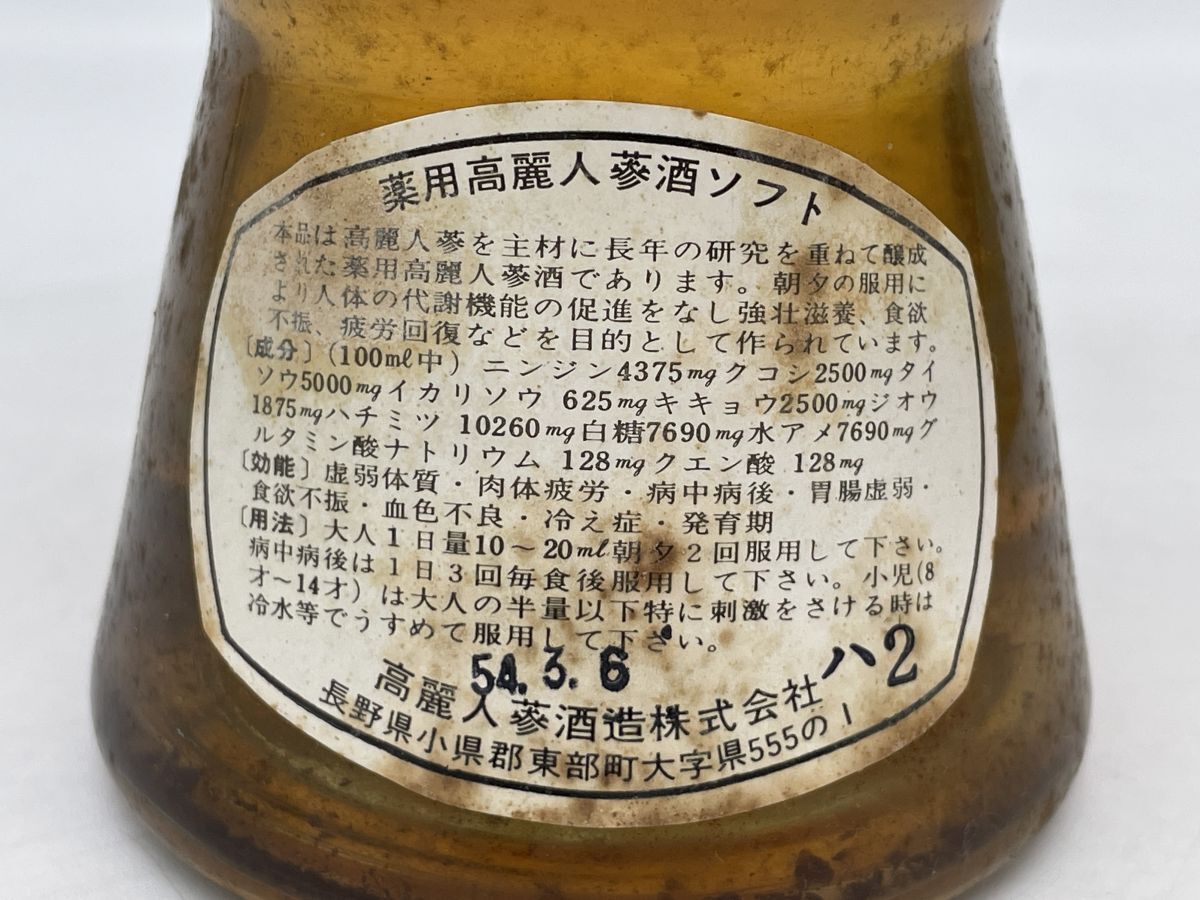 薬用高麗人蔘酒ソフト
本品は高麗人蔘を主材に長年の研究を重ねて醸成
された薬用高麗人蔘酒であります。朝夕の服用に
より人体の代謝機能の促進をなし強壮滋養、食欲
不振、疲労回復などを目的として作られています。
〔成分〕(100mℓ中) ニンジン4375mgクコシ2500mgタイ
ソウ5000mgイカリソウ 625mgキキョウ2500mgジオウ
1875mgハチミツ 10260mg白糖7690mg水アメ7690mgグ
ルタミン酸ナトリウム 128mgクエン酸 128mg
〔効能〕虚弱体質・肉体疲労・病中病後・胃腸虚弱・
食欲不振・血色不良・冷え症・発育期
〔用法〕大人1日量10～20mℓ朝夕2回服用して下さい。
病中病後は1日3回毎食後服用して下さい。小児(8
才～14才)は大人の半量以下特に刺激をさける時は
冷水等でうすめて服用して下さい。
54.3.6 ハ2
高麗人蔘酒造株式会社
長野県小県郡東部町大字県555の1